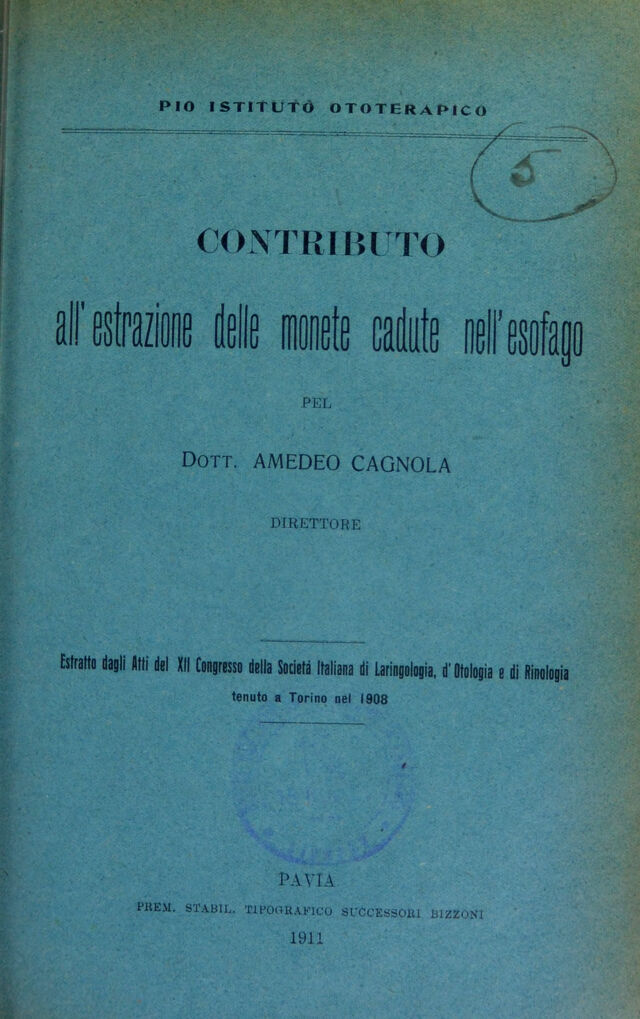 PIO ISTITUTO OTOTERAPICO
5
CONTRIBUTO
all'estrazione delle monete cadute nell'esofago
PEL
DOTT. AMEDEO CAGNOLA
DIRETTORE
Estratto dagli Atti del XII Congresso della Società Italiana di Laringologia, d'Otologia e di Rinologia
tenuto a Torino nel 1908
PAVIA
PREM. STABIL. TIPOGRAFICO SUCCESSORI BIZZONI
1911